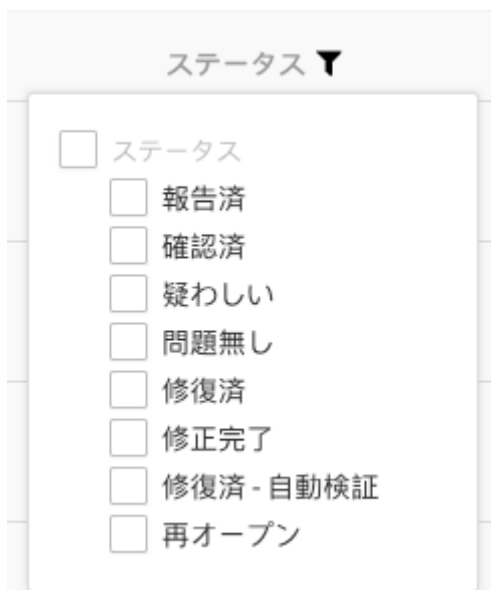 ステータス
ステータス
報告済
確認済
疑わしい
問題無し
修復済
修正完了
修復済 - 自動検証
再オープン